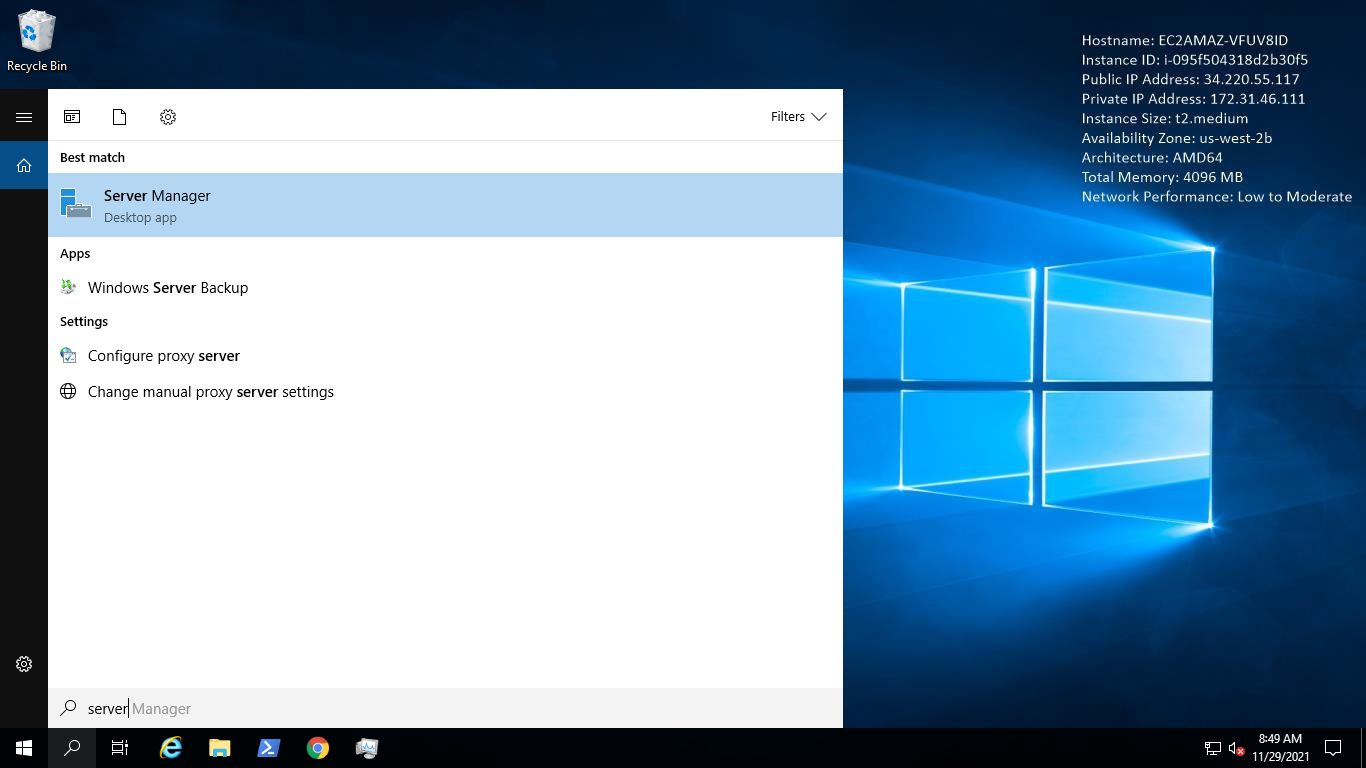 Recycle Bin
Hostname: EC2AMAZ-VFUV8ID
Instance ID: i-095f504318d2b30f5
Public IP Address: 34.220.55.117
Private IP Address: 172.31.46.111
Instance Size: t2.medium
Availability Zone: us-west-2b
Architecture: AMD64
Total Memory: 4096 MB
Network Performance: Low to Moderate
Filters
Best match
Server Manager
Desktop app
Apps
Windows Server Backup
Settings
Configure proxy server
Change manual proxy server settings
server Manager
8:49 AM
11/29/2021